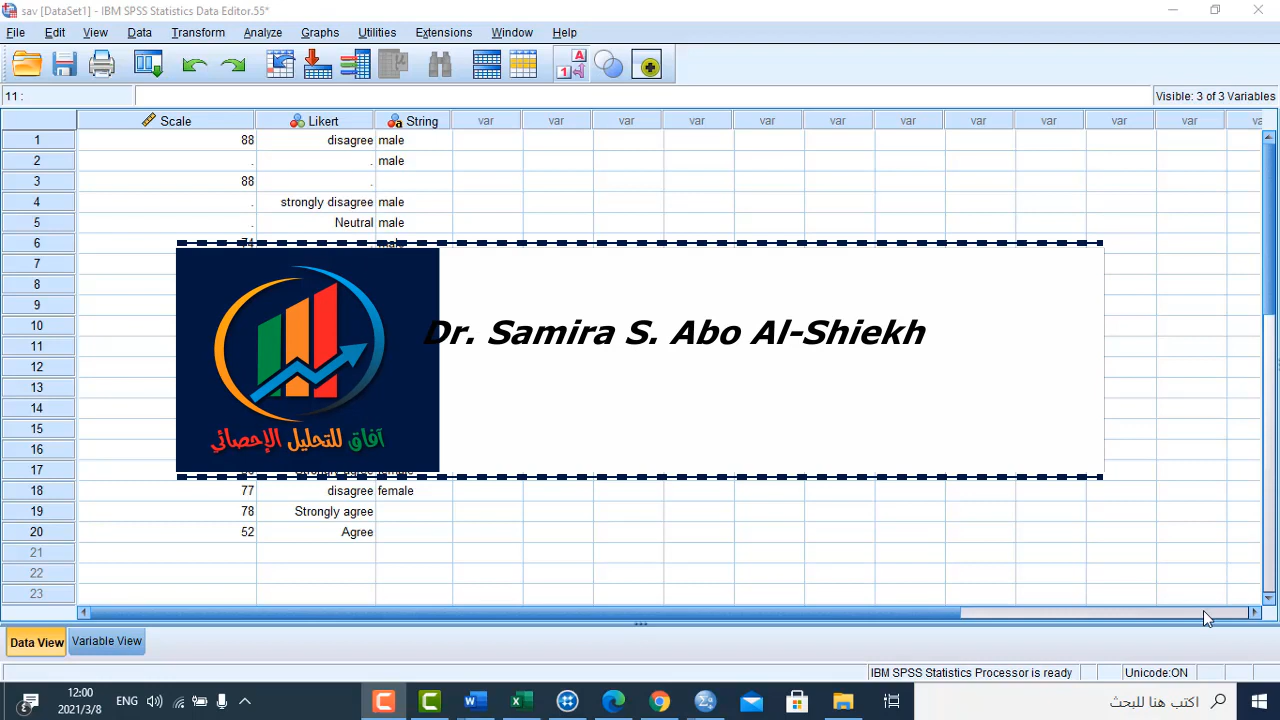 sav [DataSet1] - IBM SPSS Statistics Data Editor.55*
File Edit View Data Transform Analyze Graphs Utilities Extensions Window Help
11 :
Visible: 3 of 3 Variables
Scale Likert String var var var var var var var var var var var
1 88 disagree male
2 . . male
3 88 .
4 . strongly disagree male
5 . Neutral male
6
7
8
9
10
11
12
13
14
15
16
17
Dr. Samira S. Abo Al-Shiekh
آفاق للتحليل الإحصائي
18 77 disagree female
19 78 Strongly agree
20 52 Agree
21
22
23
Data View Variable View
IBM SPSS Statistics Processor is ready Unicode:ON
12:00
2021/3/8
ENG
اكتب هنا للبحث